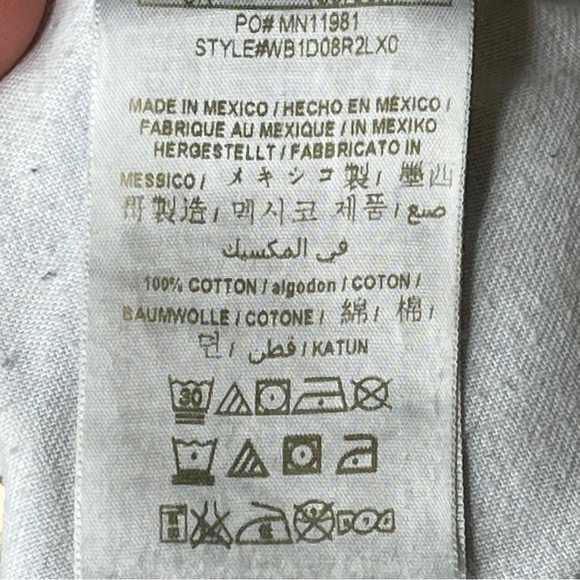 PO# MN11981
STYLE#WB1D08R2LX0
MADE IN MEXICO / HECHO EN MÉXICO /
FABRIQUE AU MEXIQUE / IN MEXIKO
HERGESTELLT / FABBRICATO IN
MESSICO / メキシコ製 / 墨西
哥製造 / 멕시코 제품 / صنع
في المكسيك
100% COTTON / algodon / COTON /
BAUMWOLLE / COTONE / 綿 / 棉 /
면 / قطن / KATUN
30